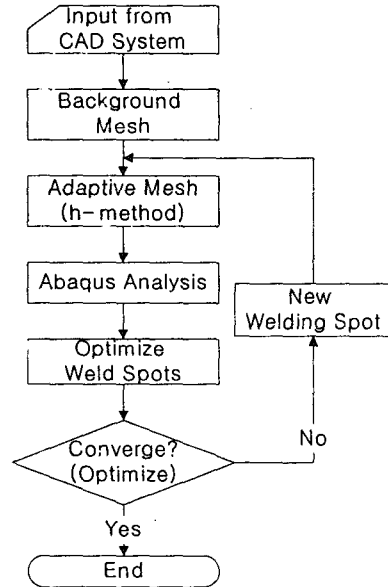 Input from
CAD System
Background
Mesh
Adaptive Mesh
(h-method)
Abaqus Analysis
New
Welding Spot
Optimize
Weld Spots
Converge?
(Optimize)
No
Yes
End